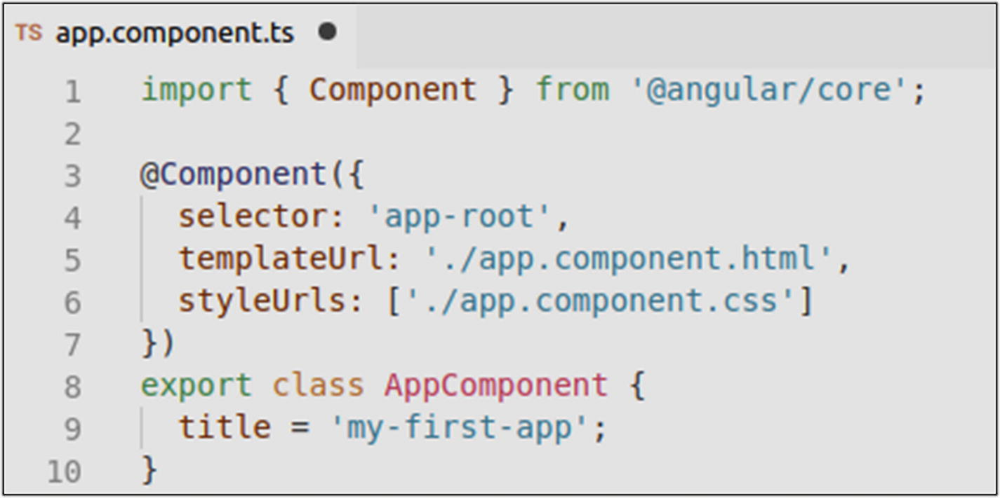 TS app.component.ts
1 import { Component } from '@angular/core';
2
3 @Component({
4   selector: 'app-root',
5   templateUrl: './app.component.html',
6   styleUrls: ['./app.component.css']
7 })
8 export class AppComponent {
9   title = 'my-first-app';
10 }